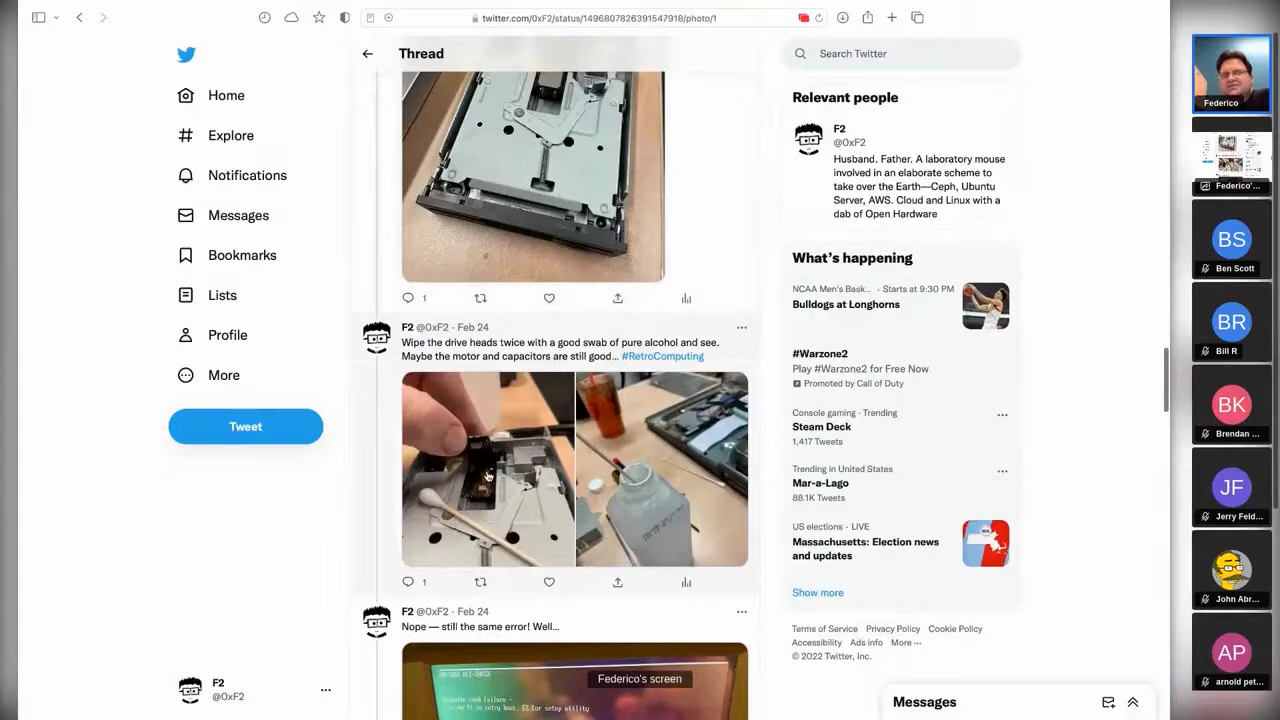 twitter.com/0xF2/status/1496807826391547918/photo/1
Home
Explore
Notifications
Messages
Bookmarks
Lists
Profile
More
Tweet
F2
@0xF2
Thread
1
F2 @0xF2 · Feb 24
Wipe the drive heads twice with a good swab of pure alcohol and see.
Maybe the motor and capacitors are still good... #RetroComputing
1
F2 @0xF2 · Feb 24
Nope — still the same error! Well...
Federico's screen
Search Twitter
Relevant people
F2
@0xF2
Husband. Father. A laboratory mouse
involved in an elaborate scheme to
take over the Earth—Ceph, Ubuntu
Server, AWS. Cloud and Linux with a
dab of Open Hardware
What's happening
NCAA Men's Bask... · Starts at 9:30 PM
Bulldogs at Longhorns
#Warzone2
Play #Warzone2 for Free Now
Promoted by Call of Duty
Console gaming · Trending
Steam Deck
1,417 Tweets
Trending in United States
Mar-a-Lago
88.1K Tweets
US elections · LIVE
Massachusetts: Election news
and updates
Show more
Terms of Service Privacy Policy Cookie Policy
Accessibility Ads info More ...
© 2022 Twitter, Inc.
Messages
Federico
Federico'...
BS
Ben Scott
BR
Bill R
BK
Brendan ...
JF
Jerry Feld...
John Abr...
AP
arnold pet...